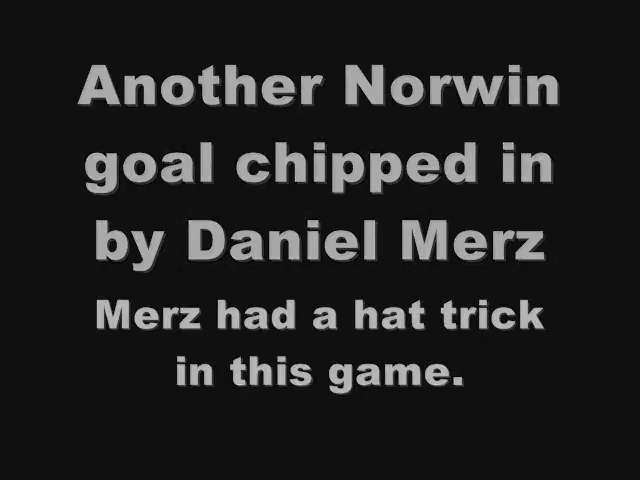 Another Norwin
goal chipped in
by Daniel Merz
Merz had a hat trick
in this game.